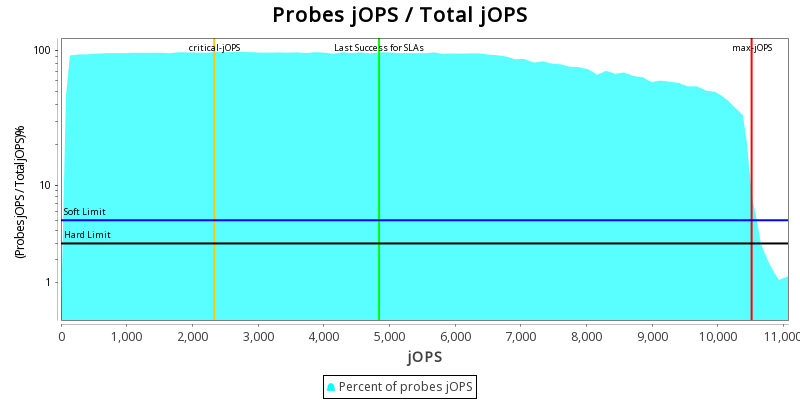 Probes jOPS / Total jOPS
critical-jOPS
Last Success for SLAs
max-jOPS
(Probes jOPS / Total jOPS)%
100
10
1
Soft Limit
Hard Limit
0
1,000
2,000
3,000
4,000
5,000
6,000
7,000
8,000
9,000
10,000
11,000
jOPS
Percent of probes jOPS